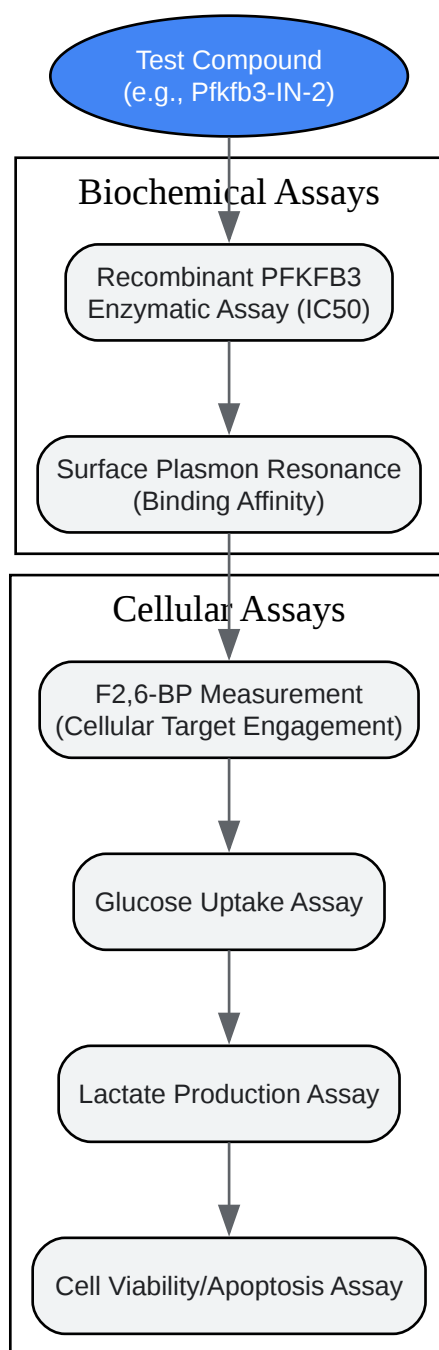 Test Compound
(e.g., Pfkfb3-IN-2)
Biochemical Assays
Recombinant PFKFB3
Enzymatic Assay (IC50)
Surface Plasmon Resonance
(Binding Affinity)
Cellular Assays
F2,6-BP Measurement
(Cellular Target Engagement)
Glucose Uptake Assay
Lactate Production Assay
Cell Viability/Apoptosis Assay